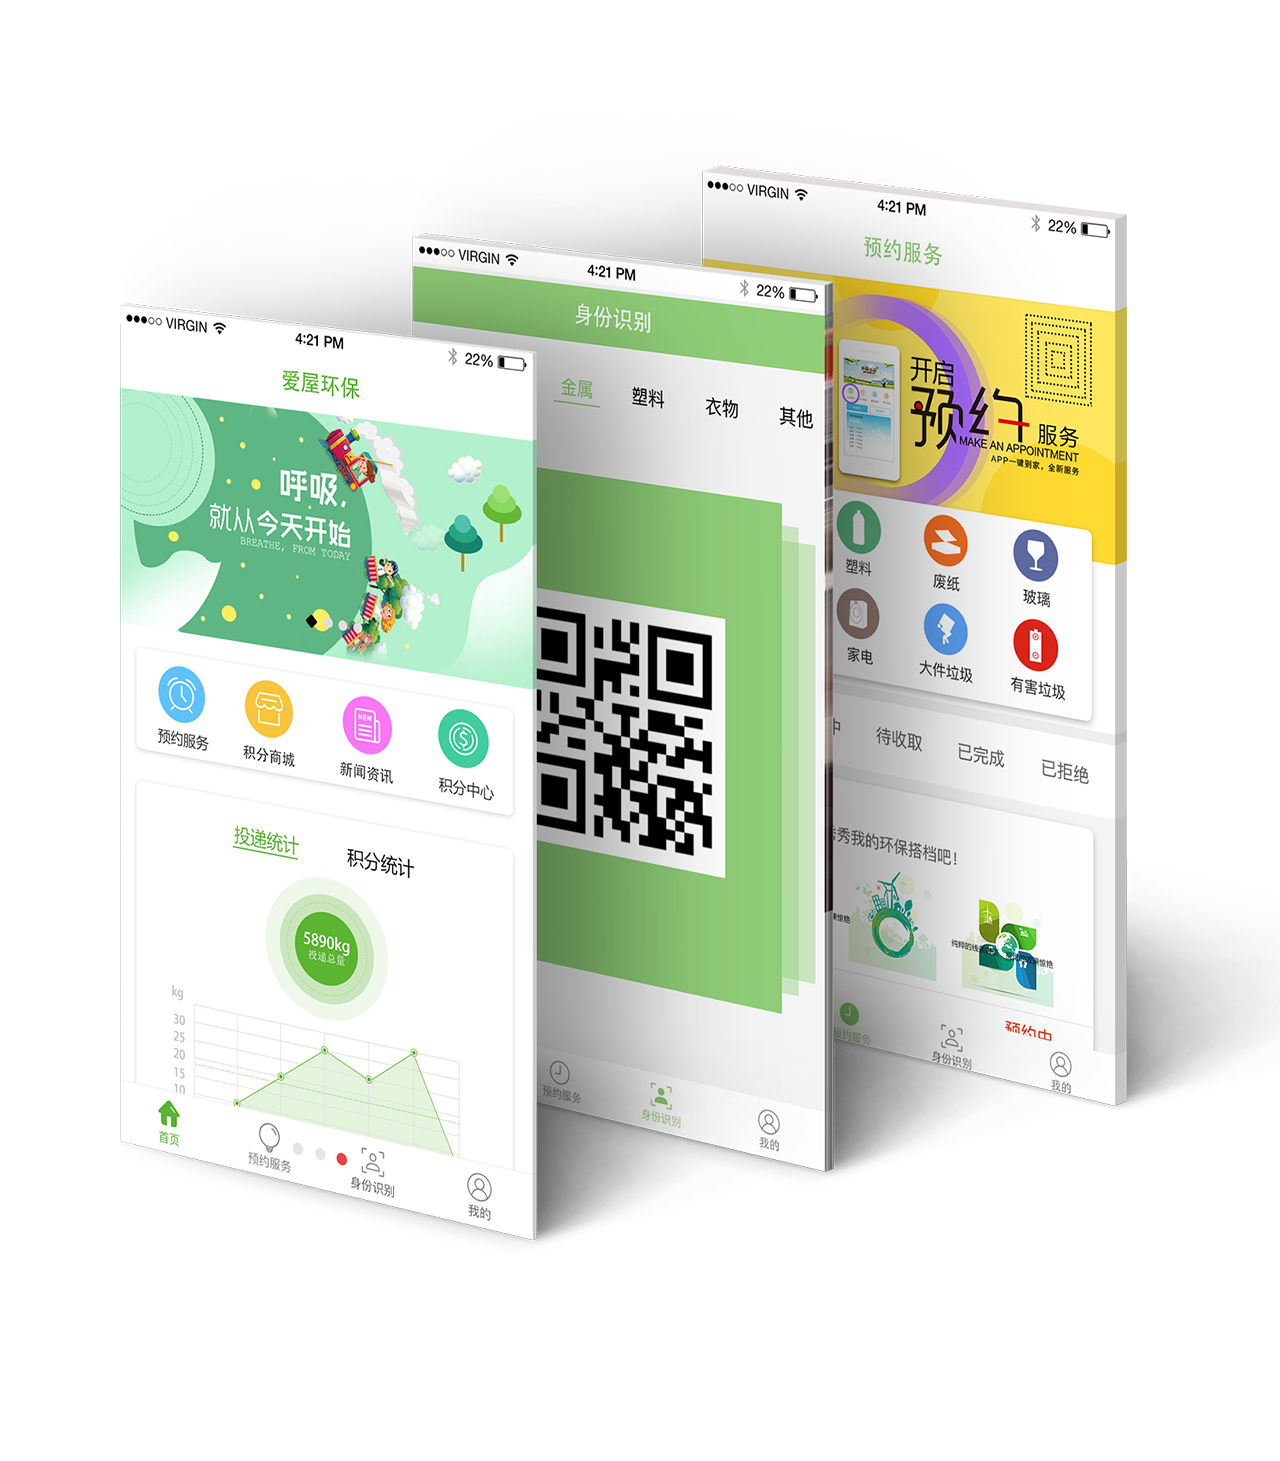 VIRGIN
4:21 PM
22%
爱屋环保
呼吸,
就从今天开始
BREATHE, FROM TODAY
预约服务
积分商城
NEW
新闻资讯
积分中心
投递统计
积分统计
5890kg
投递总量
kg
30
25
20
15
10
首页
预约服务
身份识别
我的
VIRGIN
4:21 PM
22%
身份识别
金属
塑料
衣物
其他
预约服务
身份识别
我的
VIRGIN
4:21 PM
22%
预约服务
开启
预约
服务
MAKE AN APPOINTMENT
APP一键到家,全新服务
塑料
废纸
玻璃
家电
大件垃圾
有害垃圾
中
待收取
已完成
已拒绝
秀我的环保搭档吧!
预约中
预约服务
身份识别
我的